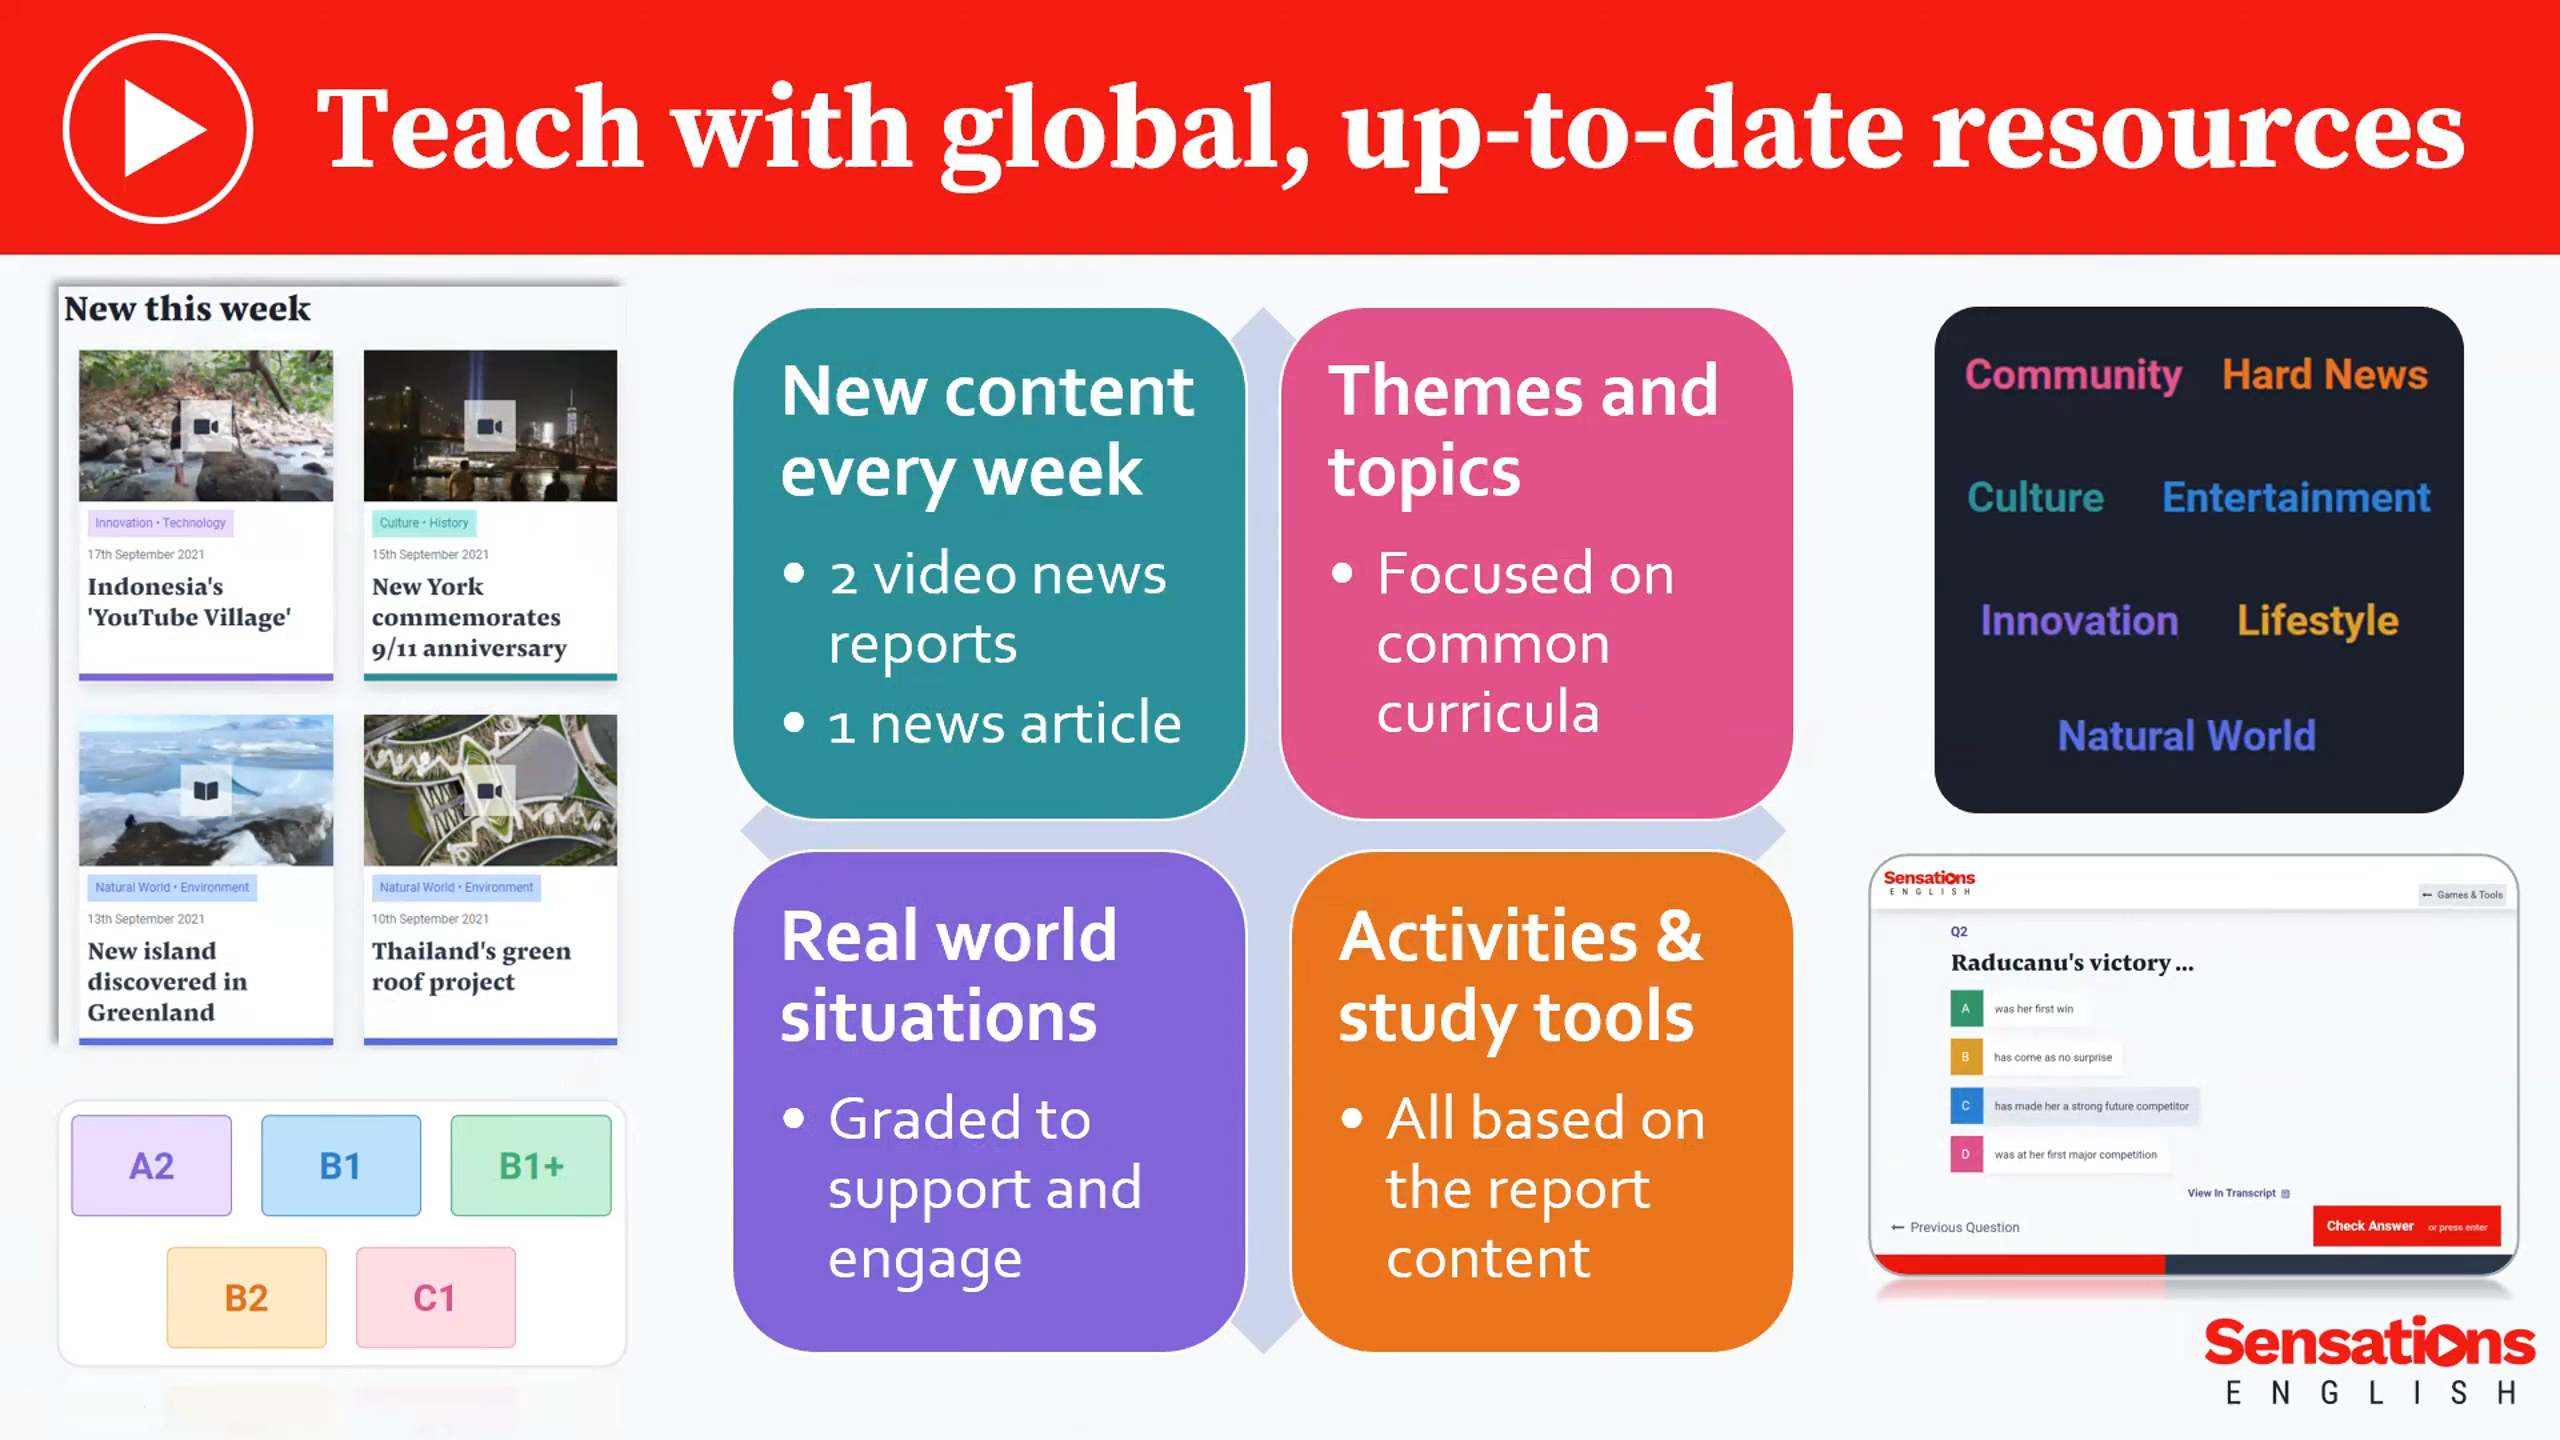 Teach with global, up-to-date resources
New this week
Innovation • Technology
17th September 2021
Indonesia's
'YouTube Village'
Culture • History
15th September 2021
New York
commemorates
9/11 anniversary
Natural World • Environment
13th September 2021
New island
discovered in
Greenland
Natural World • Environment
10th September 2021
Thailand's green
roof project
A2
B1
B1+
B2
C1
New content
every week
• 2 video news
reports
• 1 news article
Themes and
topics
• Focused on
common
curricula
Real world
situations
• Graded to
support and
engage
Activities &
study tools
• All based on
the report
content
Community
Hard News
Culture
Entertainment
Innovation
Lifestyle
Natural World
Sensations
ENGLISH
← Games & Tools
Q2
Raducanu's victory ...
A was her first win
B has come as no surprise
C has made her a strong future competitor
D was at her first major competition
View In Transcript
← Previous Question
Check Answer or press enter
Sensations
ENGLISH